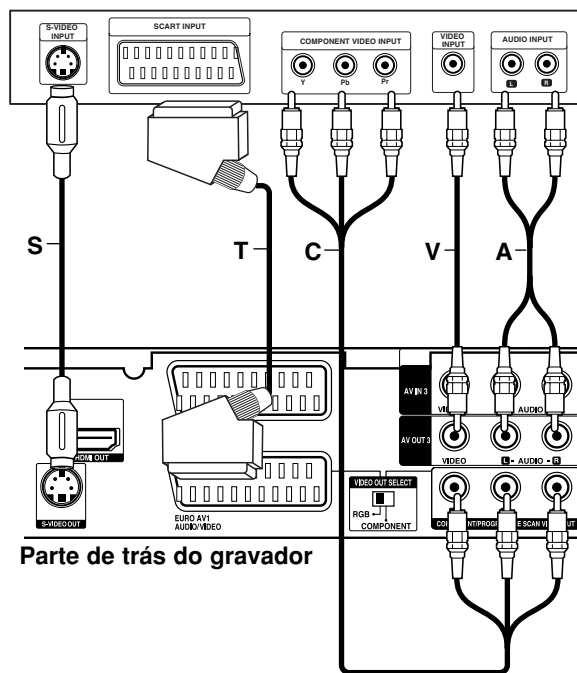 S-VIDEO
INPUT
SCART INPUT
COMPONENT VIDEO INPUT
Y
Pb
Pr
VIDEO
INPUT
AUDIO INPUT
L
R
S
T
C
V
A
AV IN 3
AUDIO
AV OUT 3
VIDEO
L - AUDIO - R
HDMI OUT
S-VIDEO OUT
EURO AV1
AUDIO/VIDEO
VIDEO OUT SELECT
RGB
COMPONENT
SCAN
Parte de trás do gravador